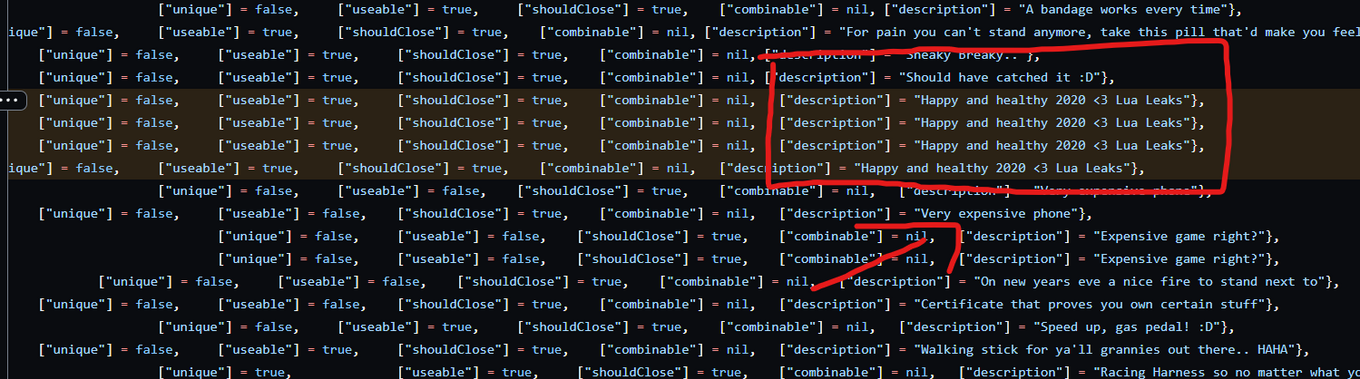 ["unique"] = false, ["useable"] = true, ["shouldClose"] = true, ["combinable"] = nil, ["description"] = "A bandage works every time"},
ique"] = false, ["useable"] = true, ["shouldClose"] = true, ["combinable"] = nil, ["description"] = "For pain you can't stand anymore, take this pill that'd make you feel
["unique"] = false, ["useable"] = true, ["shouldClose"] = true, ["combinable"] = nil, ["description"] = "Sneaky Breaky.."},
["unique"] = false, ["useable"] = true, ["shouldClose"] = true, ["combinable"] = nil, ["description"] = "Should have catched it :D"},
["unique"] = false, ["useable"] = true, ["shouldClose"] = true, ["combinable"] = nil, ["description"] = "Happy and healthy 2020 <3 Lua Leaks"},
["unique"] = false, ["useable"] = true, ["shouldClose"] = true, ["combinable"] = nil, ["description"] = "Happy and healthy 2020 <3 Lua Leaks"},
["unique"] = false, ["useable"] = true, ["shouldClose"] = true, ["combinable"] = nil, ["description"] = "Happy and healthy 2020 <3 Lua Leaks"},
ique"] = false, ["useable"] = true, ["shouldClose"] = true, ["combinable"] = nil, ["description"] = "Happy and healthy 2020 <3 Lua Leaks"},
["unique"] = false, ["useable"] = false, ["shouldClose"] = true, ["combinable"] = nil, ["description"] = "Very expensive phone"},
["unique"] = false, ["useable"] = false, ["shouldClose"] = true, ["combinable"] = nil, ["description"] = "Very expensive phone"},
["unique"] = false, ["useable"] = false, ["shouldClose"] = true, ["combinable"] = nil, ["description"] = "Expensive game right?"},
["unique"] = false, ["useable"] = false, ["shouldClose"] = true, ["combinable"] = nil, ["description"] = "Expensive game right?"},
["unique"] = false, ["useable"] = false, ["shouldClose"] = true, ["combinable"] = nil, ["description"] = "On new years eve a nice fire to stand next to"},
["unique"] = false, ["useable"] = true, ["shouldClose"] = true, ["combinable"] = nil, ["description"] = "Certificate that proves you own certain stuff"},
["unique"] = false, ["useable"] = true, ["shouldClose"] = true, ["combinable"] = nil, ["description"] = "Speed up, gas pedal! :D"},
["unique"] = false, ["useable"] = true, ["shouldClose"] = true, ["combinable"] = nil, ["description"] = "Walking stick for ya'll grannies out there.. HAHA"},
["unique"] = true, ["useable"] = true, ["shouldClose"] = true, ["combinable"] = nil, ["description"] = "Racing Harness so no matter what yo